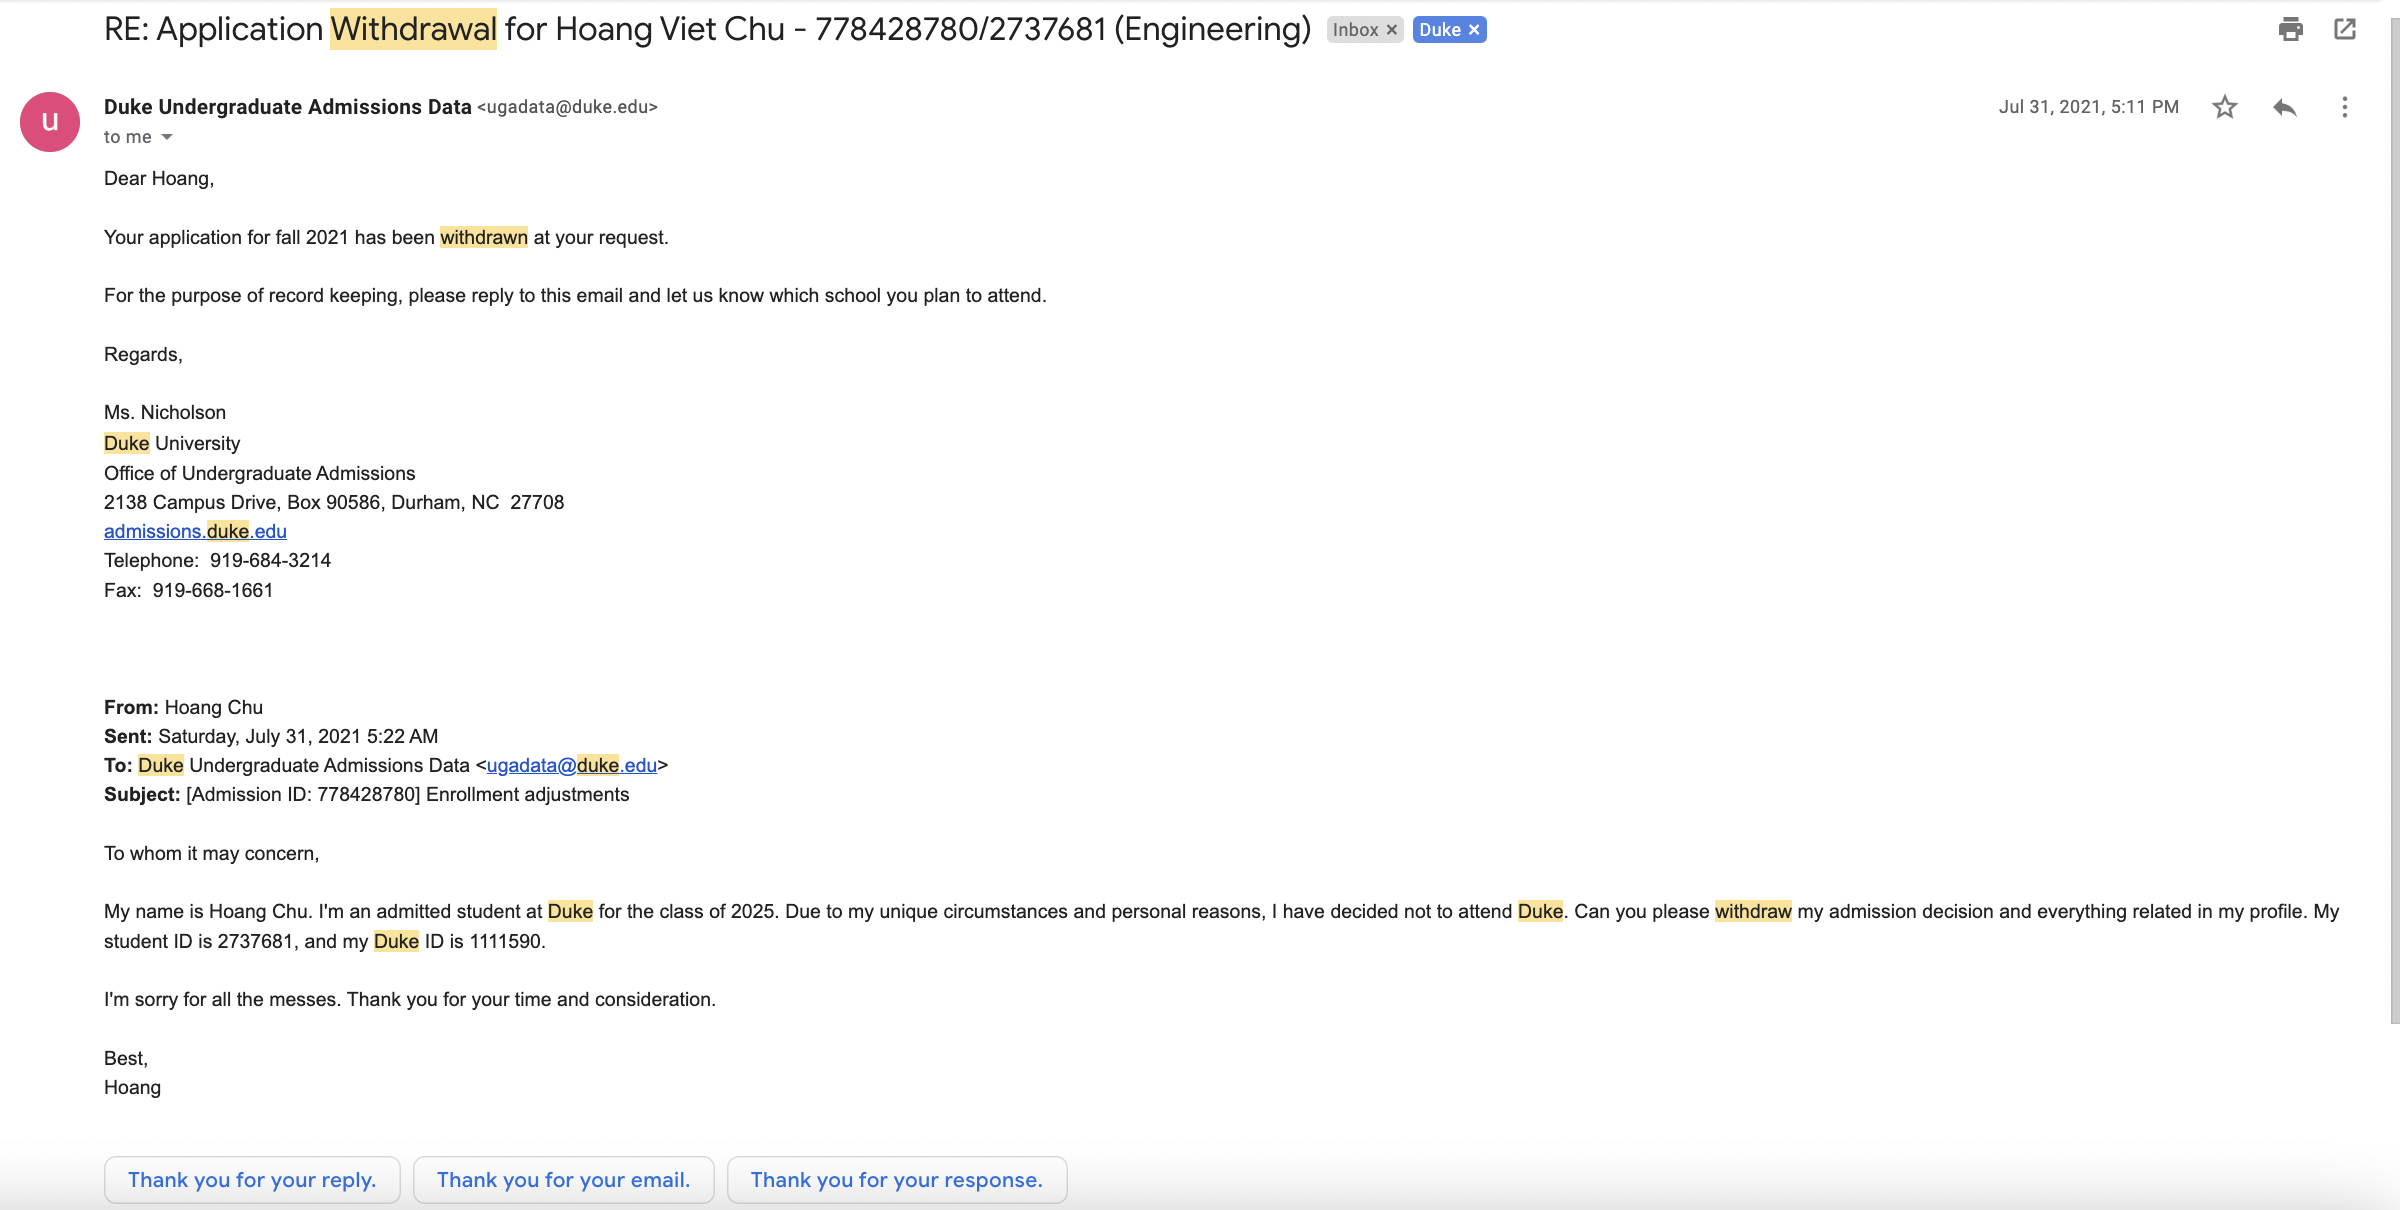 RE: Application Withdrawal for Hoang Viet Chu - 778428780/2737681 (Engineering) Inbox × Duke ×
u
Duke Undergraduate Admissions Data <ugadata@duke.edu> Jul 31, 2021, 5:11 PM
to me
Dear Hoang,
Your application for fall 2021 has been withdrawn at your request.
For the purpose of record keeping, please reply to this email and let us know which school you plan to attend.
Regards,
Ms. Nicholson
Duke University
Office of Undergraduate Admissions
2138 Campus Drive, Box 90586, Durham, NC  27708
admissions.duke.edu
Telephone:  919-684-3214
Fax:  919-668-1661
From: Hoang Chu
Sent: Saturday, July 31, 2021 5:22 AM
To: Duke Undergraduate Admissions Data <ugadata@duke.edu>
Subject: [Admission ID: 778428780] Enrollment adjustments
To whom it may concern,
My name is Hoang Chu. I'm an admitted student at Duke for the class of 2025. Due to my unique circumstances and personal reasons, I have decided not to attend Duke. Can you please withdraw my admission decision and everything related in my profile. My
student ID is 2737681, and my Duke ID is 1111590.
I'm sorry for all the messes. Thank you for your time and consideration.
Best,
Hoang
Thank you for your reply. Thank you for your email. Thank you for your response.